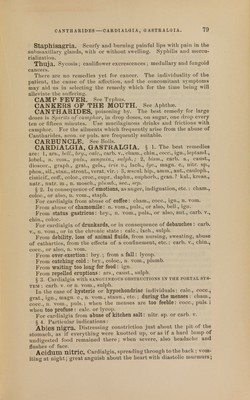 CANTHARIDES—CARDIALGIA, GASTRALGIA. 79
Staphisagria. Scurfy and burning painful lips with pain in the
submaxillary glands, with or without swelling. Syphilis and mercu-
rialization.
Thuja. Sycosis; cauliflower excrescences; medullary and fungoid
cancers.
There are no remedies yet for cancer. The individuality of the
patient, the cause of the affection, and the concomitant symptoms
may aid us in selecting the remedy which for the time being will
alleviate the suffering.
CAMP FEVER. See Typhus.
CANKERS OF THE MOUTH. See Apthæ.
CANTHARIDES, poisoning by. The best remedy for large
doses is Spirits of camphor, in drop doses, on sugar, one drop every
ten or fifteen minutes. Use mucilaginous drinks and frictions with
camphor. For the ailments which frequently arise from the abuse of
Cantharides, acon. or puls. are frequently suitable.
CARBUNCLE. See Boils.
CARDIALGIA, GASTRALGIA. § 1. The best remedies
are: 1, ars., bell., bry., calc., carb. v., cham., chin., cocc., ign., hyosc.,
lobel., n. vom., puls., sanguin., sulph.; 2, bism., carb. a., caust.,
dioscor., graph., grat., gels., iris v., lach., lyc., magn. c., nitr. sp.,
phos., sil., stan., stront., verat. vir.; 3, æscul. hip., amm., ant., caulop.,
cimicif., coff., coloc., croc., cupr., daphn., euphorb., gran.? kal., kreas.,
natr., natr. m., n. mosch., plumb., sec., sep.
§ 2. In consequence of emotions, as anger, indignation, etc.: cham.,
coloc., or also, n. vom., staph.
For cardialgia from abuse of coffee: cham., cocc., ign., n. vom.
From abuse of chamomile: n. vom., puls., or also, bell., ign.
From status gastricus: bry., n. vom., puls., or also, ant., carb. v.,
chin., coloc.
For cardialgia of drunkards, or in consequence of debauches: carb.
v., n. vom., or in the chronic state: calc., lach., sulph.
From debility, loss of animal fluids, from nursing, sweating, abuse
of cathartics, from the effects of a confinement, etc.: carb. v., chin.,
cocc., or also, n. vom.
From over-exertion: bry.; from a fall: lycop.
From catching cold: bry., coloc., n. vom., plumb.
From waiting too long for food: ign.
From repelled eruptions: ars., caust., sulph.
§ 3. Cardialgia with SANGUINEOUS OBSTRUCTIONS IN THE PORTAL SYS-
TEM: carb. v. or n. vom., sulph.
In the case of hysteric or hypochondriac individuals: calc., cocc.,
grat., ign., magn. c., n. vom., stann., etc.; during the menses: cham.,
cocc., n. vom., puls.; when the menses are too feeble: cocc., puls.;
when too profuse: calc. or lycop.
For cardialgia from abuse of kitchen salt: nitr. sp. or carb. v.
§ 4. Particular indications:
Abies nigra. Distressing constriction just about the pit of the
stomach, as if everything were knotted up, or as if a hard lump of
undigested food remained there; when severe, also headache and
flushes of face.
Acidum nitric. Cardialgia, spreading through to the back; vom-
iting at night; great anguish about the heart with diastolic murmurs;